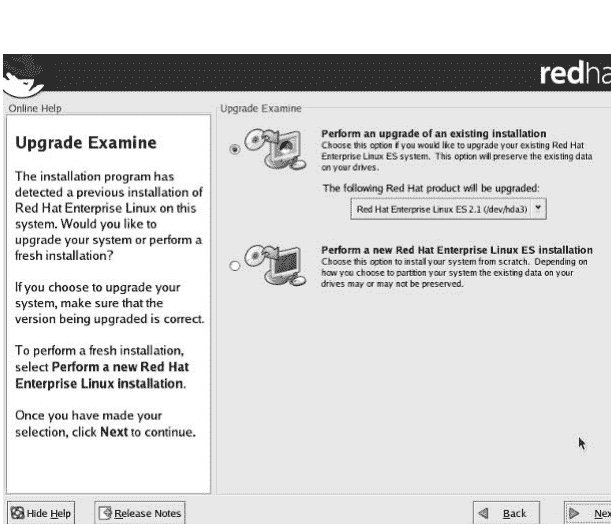 redha
Online Help
Upgrade Examine
Upgrade Examine
The installation program has
detected a previous installation of
Red Hat Enterprise Linux on this
system. Would you like to
upgrade your system or perform a
fresh installation?
If you choose to upgrade your
system, make sure that the
version being upgraded is correct.
To perform a fresh installation,
select Perform a new Red Hat
Enterprise Linux installation.
Once you have made your
selection, click Next to continue.
Perform an upgrade of an existing installation
Choose this option if you would like to upgrade your existing Red Hat
Enterprise Linux ES system. This option will preserve the existing data
on your drives.
The following Red Hat product will be upgraded:
Red Hat Enterprise Linux ES 2.1 (/dev/hda3)
Perform a new Red Hat Enterprise Linux ES installation
Choose this option to install your system from scratch. Depending on
how you choose to partition your system the existing data on your
drives may or may not be preserved.
Hide Help
Release Notes
Back
Nex